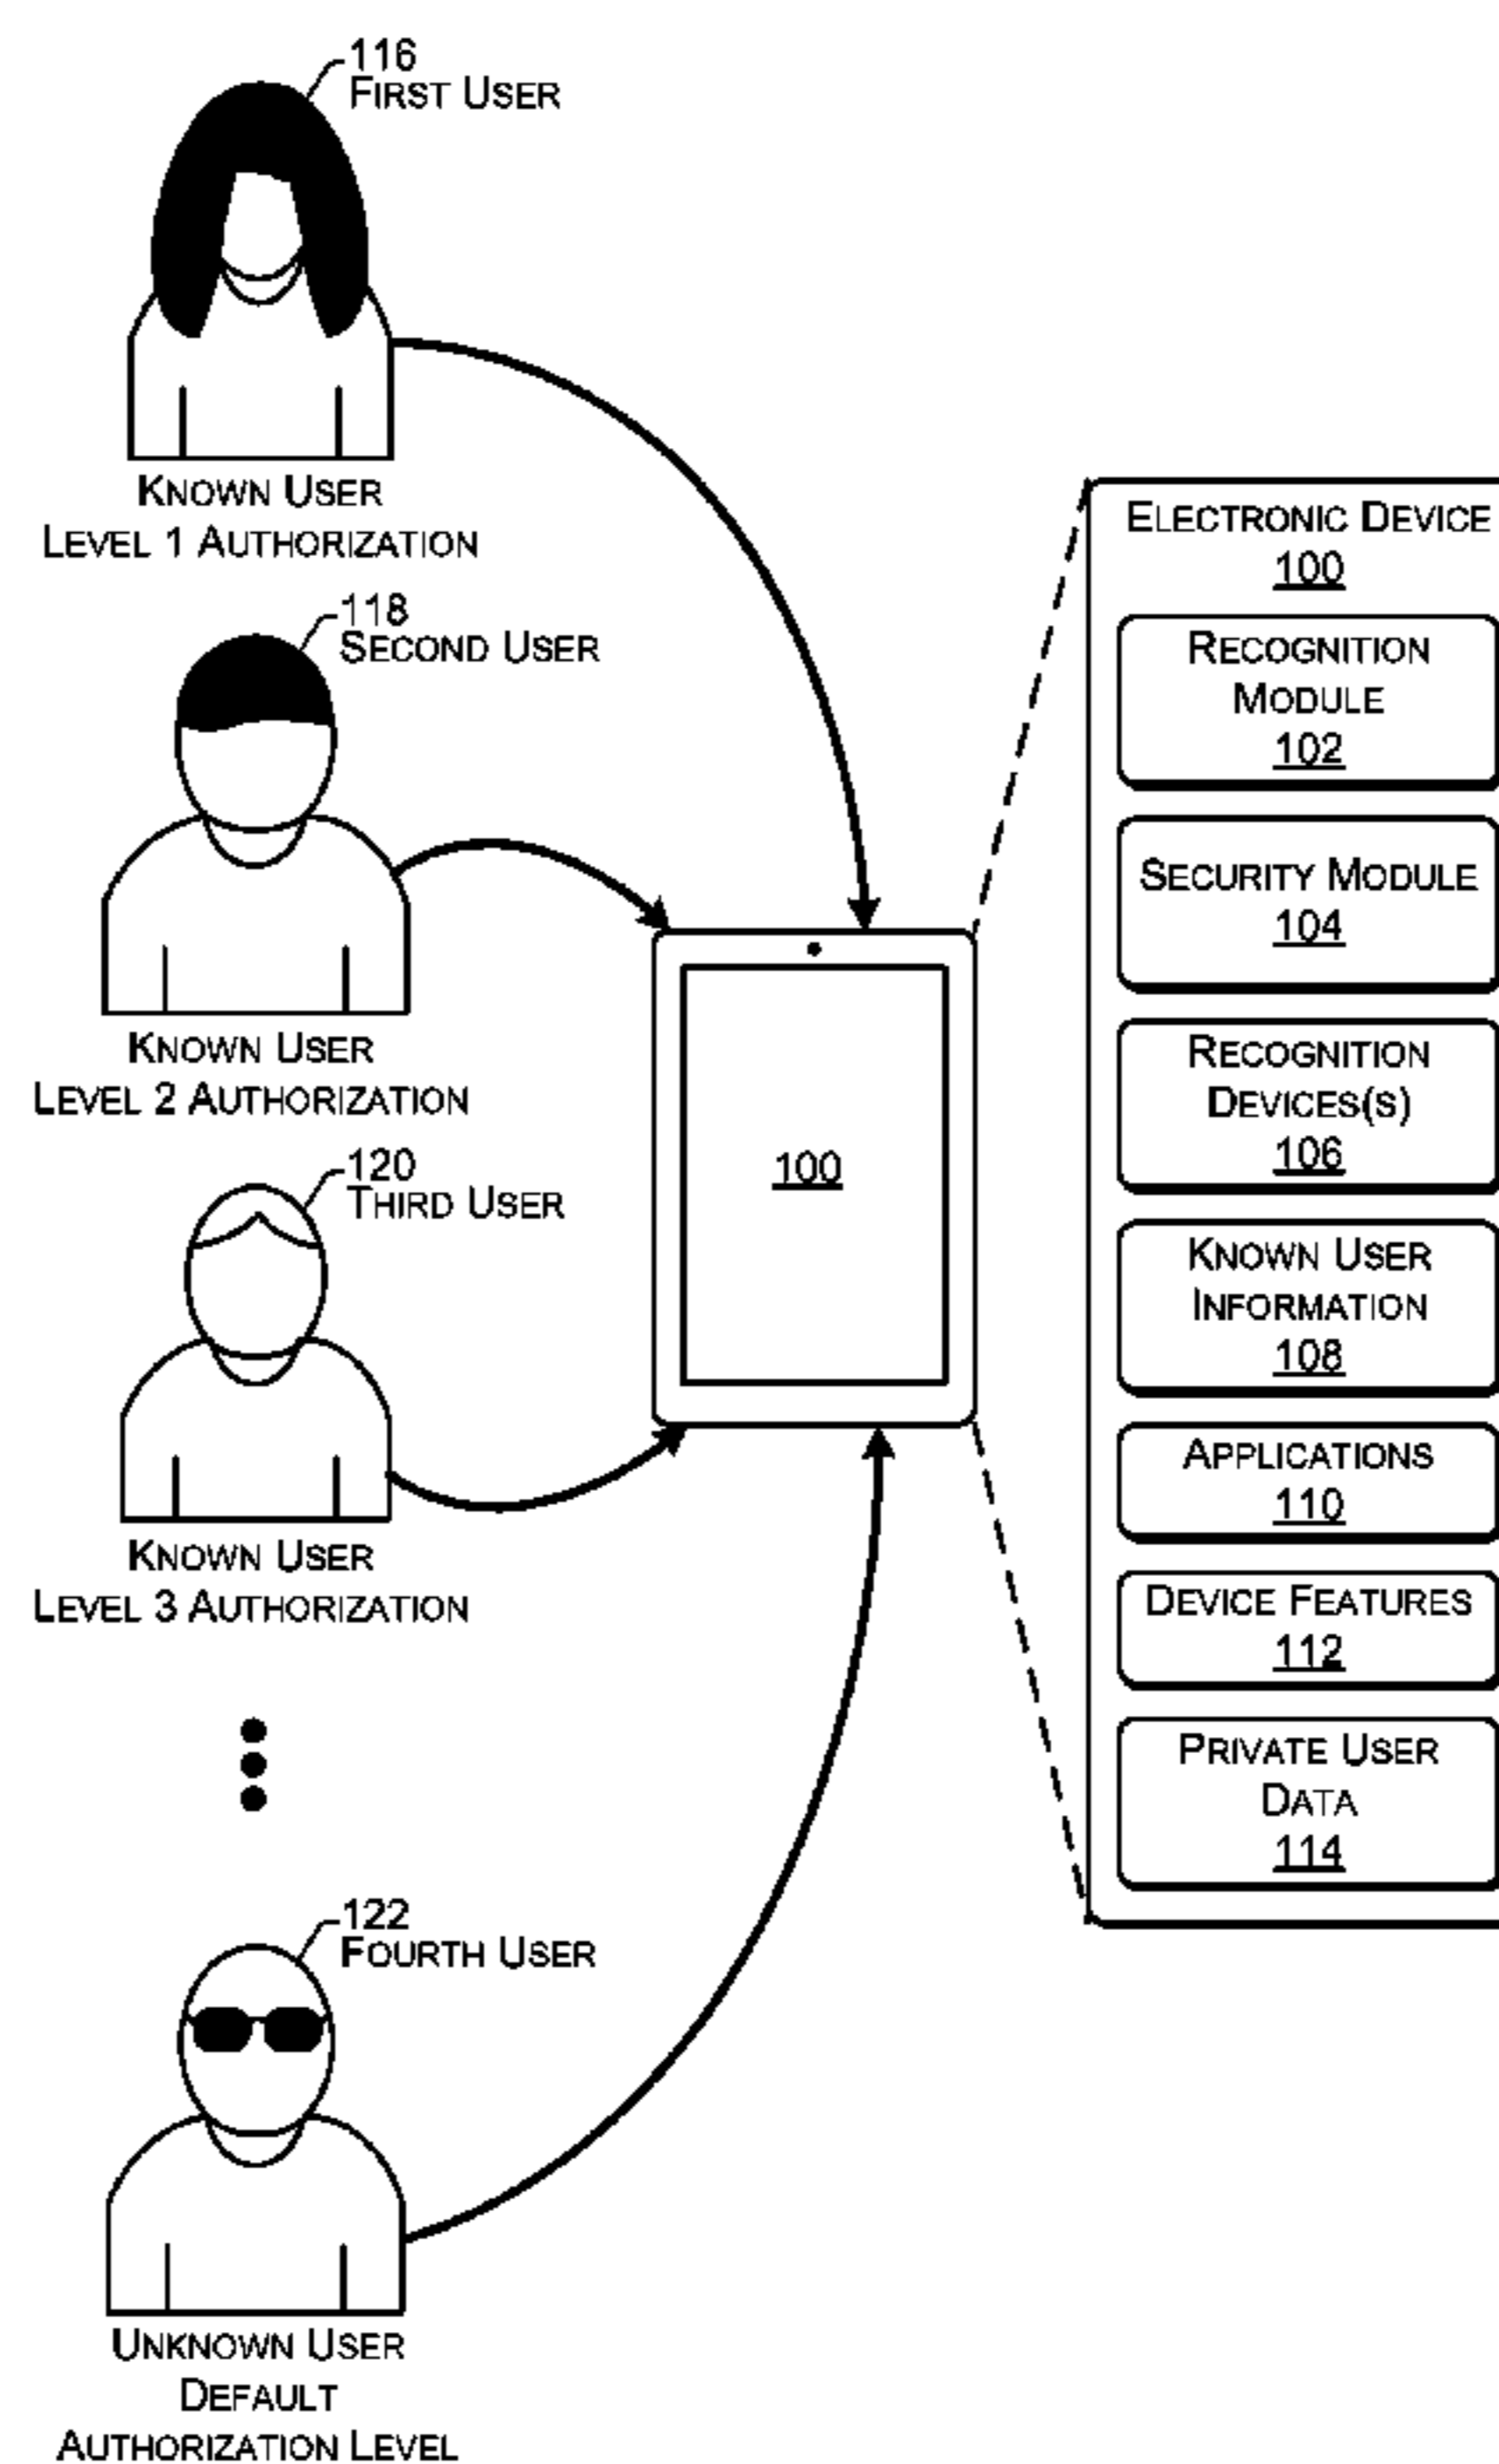 116
FIRST USER
KNOWN USER
LEVEL 1 AUTHORIZATION
118
SECOND USER
KNOWN USER
LEVEL 2 AUTHORIZATION
120
THIRD USER
KNOWN USER
LEVEL 3 AUTHORIZATION
122
FOURTH USER
UNKNOWN USER
DEFAULT
AUTHORIZATION LEVEL
100
ELECTRONIC DEVICE
100
RECOGNITION
MODULE
102
SECURITY MODULE
104
RECOGNITION
DEVICES(S)
106
KNOWN USER
INFORMATION
108
APPLICATIONS
110
DEVICE FEATURES
112
PRIVATE USER
DATA
114